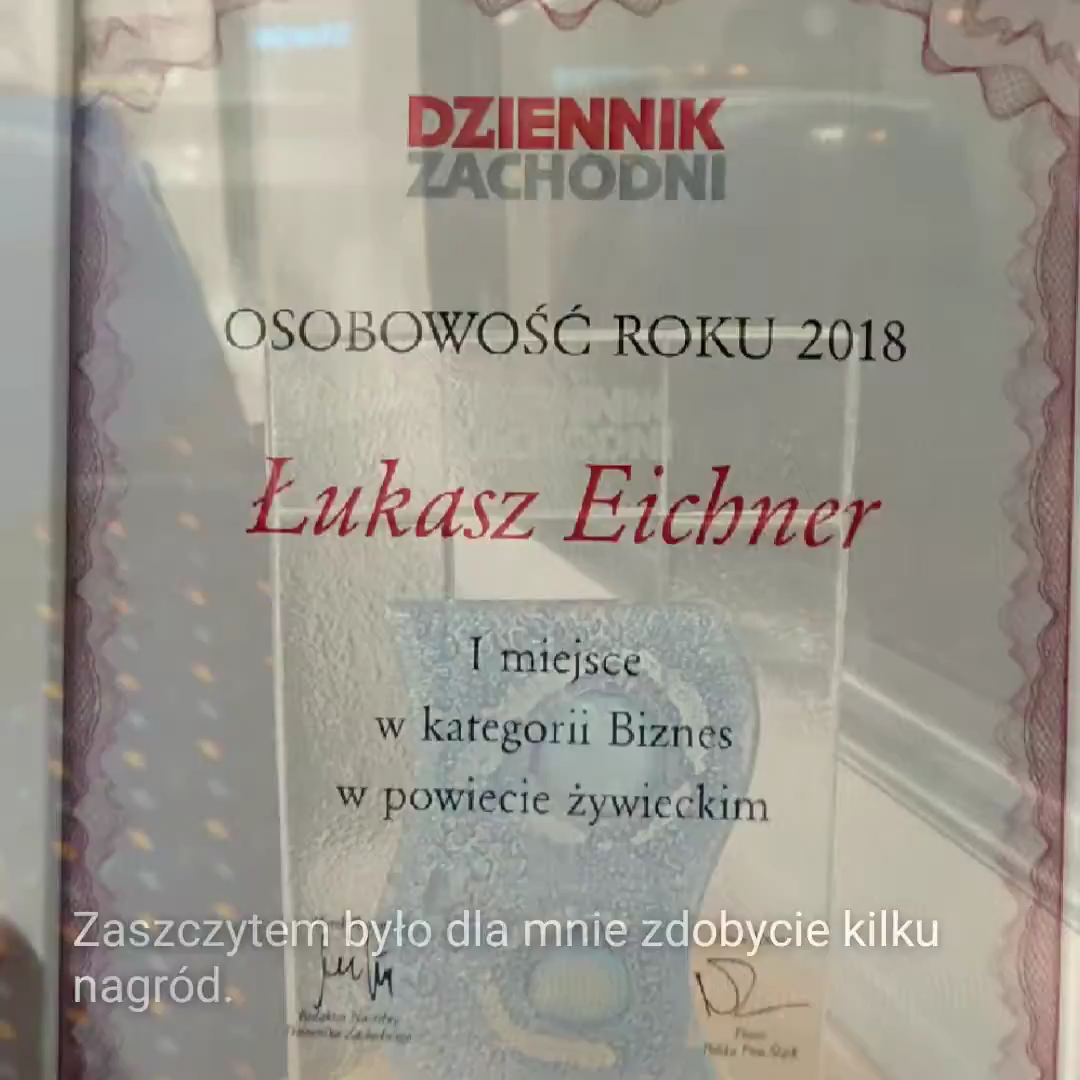 DZIENNIK
ZACHODNI
OSOBOWOŚĆ ROKU 2018
Łukasz Eichner
I miejsce
w kategorii Biznes
w powiecie żywieckim
Zaszczytem było dla mnie zdobycie kilku
nagród.